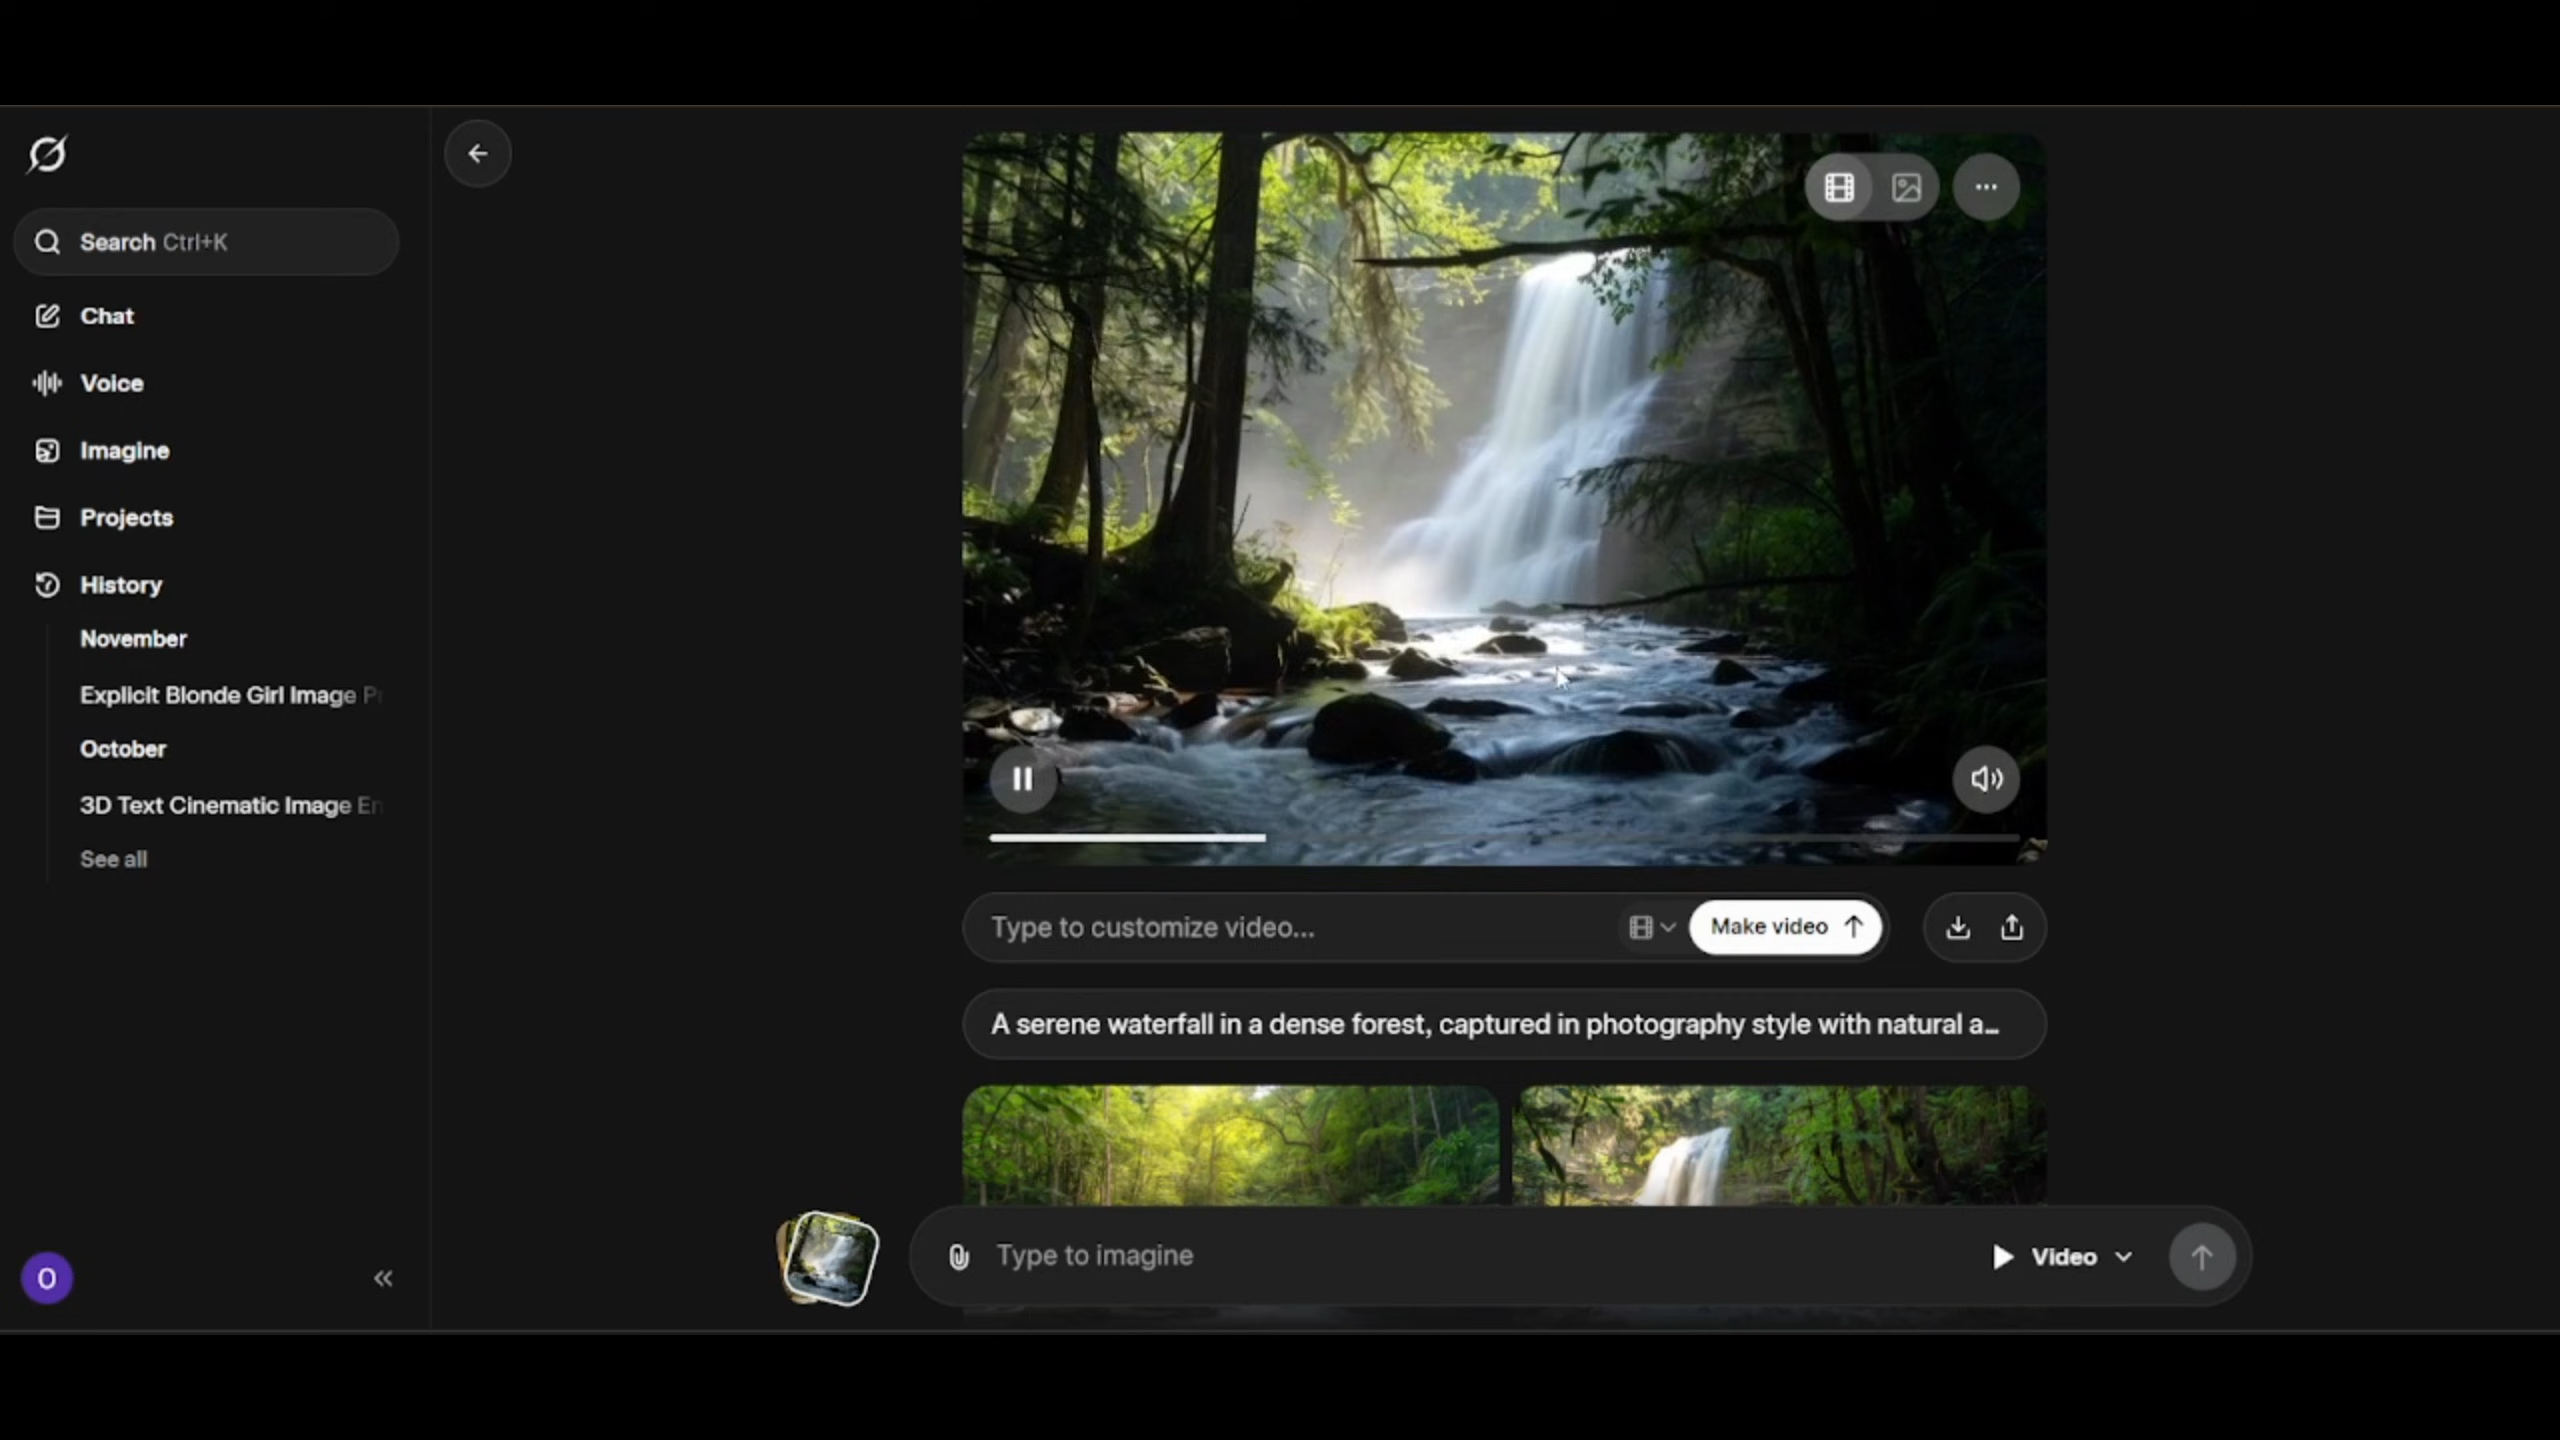 Search Ctrl+K
Chat
Voice
Imagine
Projects
History
November
Explicit Blonde Girl Image
October
3D Text Cinematic Image
See all
O
Type to customize video...
Make video
A serene waterfall in a dense forest, captured in photography style with natural a...
Type to imagine
Video